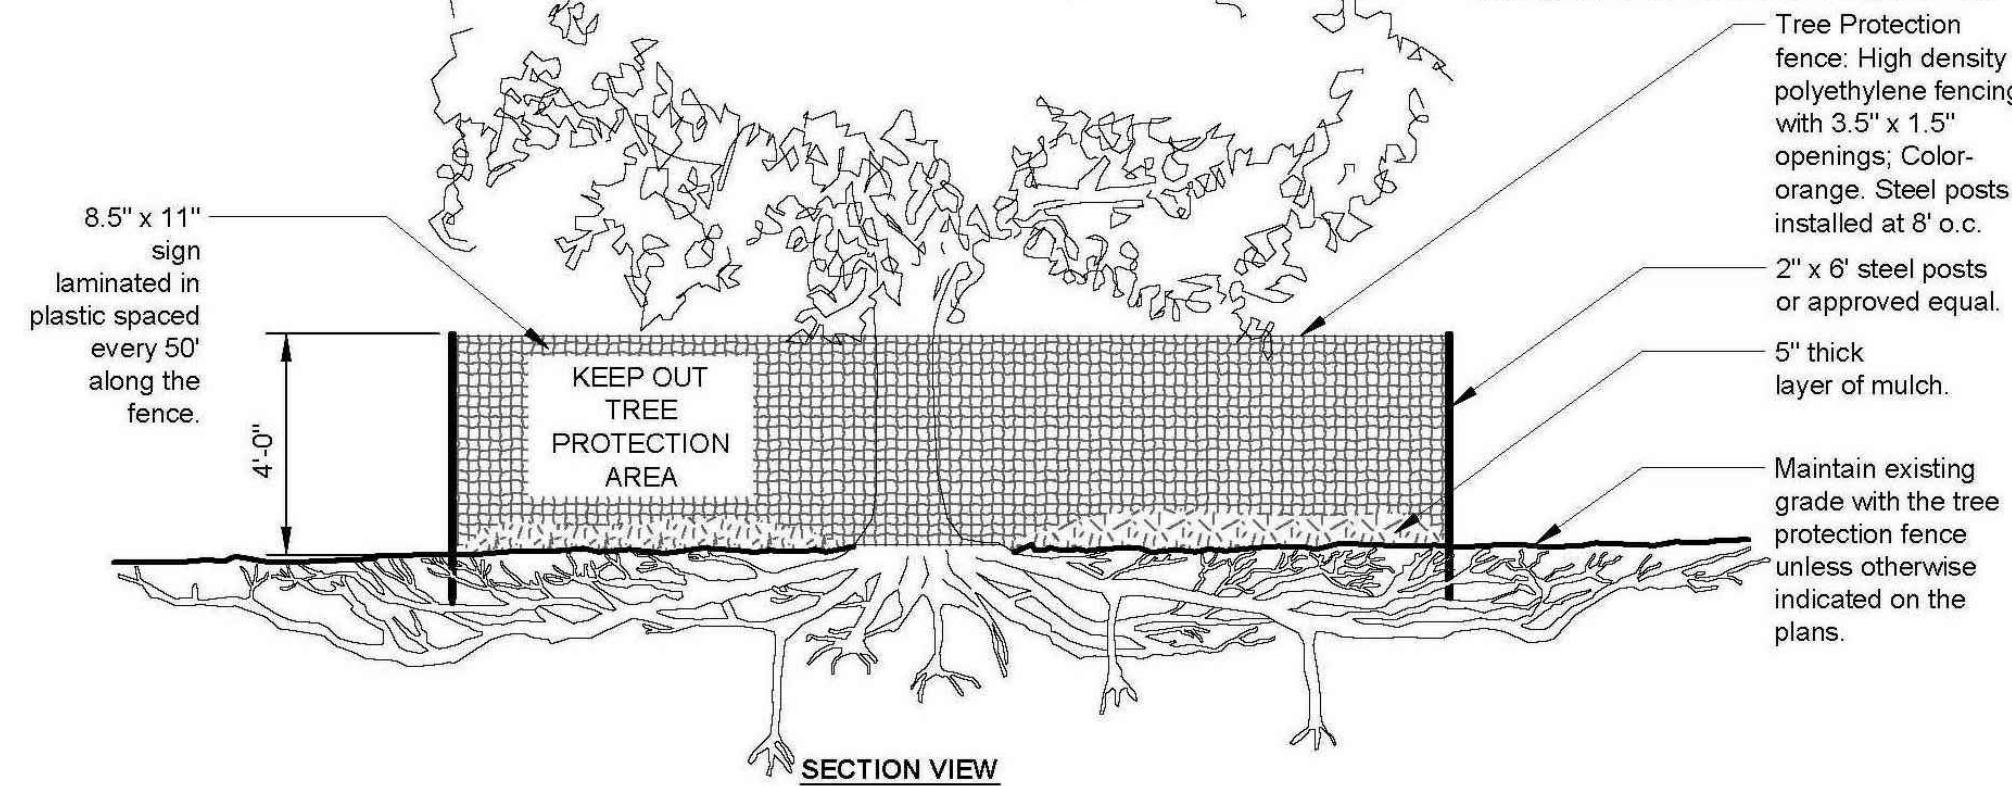 Tree Protection
fence: High density
polyethylene fencing
with 3.5" x 1.5"
openings; Color-
orange. Steel posts
installed at 8' o.c.
2" x 6' steel posts
or approved equal.
5" thick
layer of mulch.
Maintain existing
grade with the tree
protection fence
unless otherwise
indicated on the
plans.
8.5" x 11"
sign
laminated in
plastic spaced
every 50'
along the
fence.
4'-0"
KEEP OUT
TREE
PROTECTION
AREA
SECTION VIEW